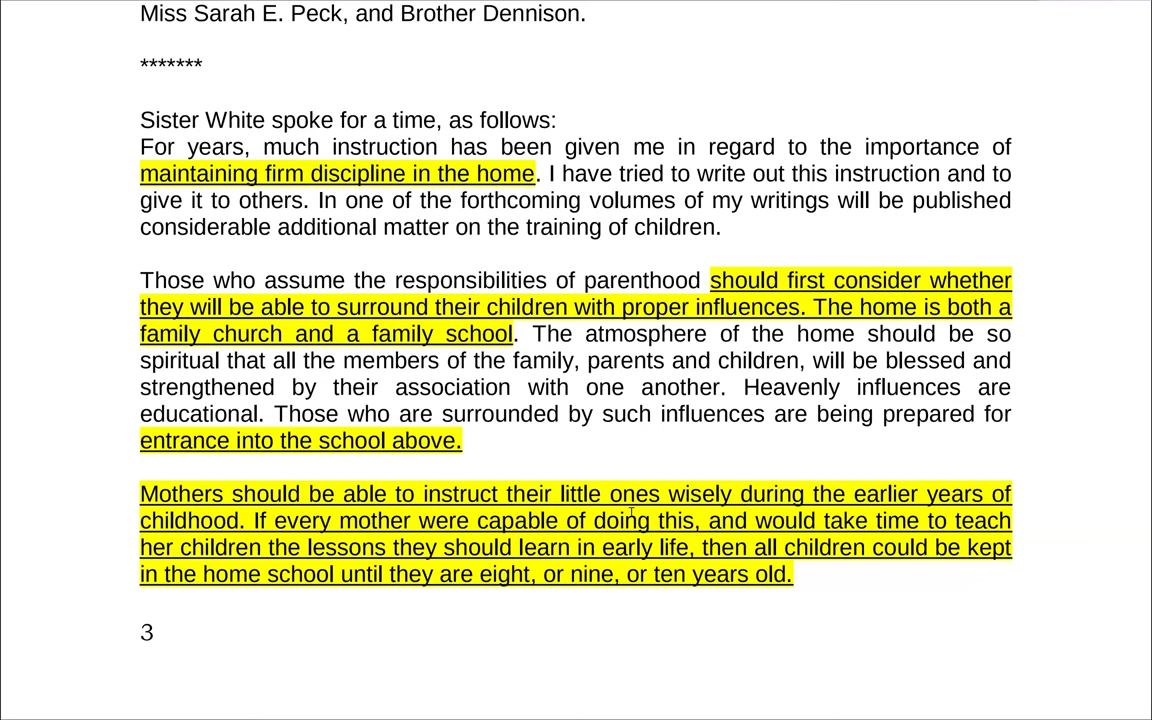 Miss Sarah E. Peck, and Brother Dennison.
*******
Sister White spoke for a time, as follows:
For years, much instruction has been given me in regard to the importance of
maintaining firm discipline in the home. I have tried to write out this instruction and to
give it to others. In one of the forthcoming volumes of my writings will be published
considerable additional matter on the training of children.
Those who assume the responsibilities of parenthood should first consider whether
they will be able to surround their children with proper influences. The home is both a
family church and a family school. The atmosphere of the home should be so
spiritual that all the members of the family, parents and children, will be blessed and
strengthened by their association with one another. Heavenly influences are
educational. Those who are surrounded by such influences are being prepared for
entrance into the school above.
Mothers should be able to instruct their little ones wisely during the earlier years of
childhood. If every mother were capable of doing this, and would take time to teach
her children the lessons they should learn in early life, then all children could be kept
in the home school until they are eight, or nine, or ten years old.
3